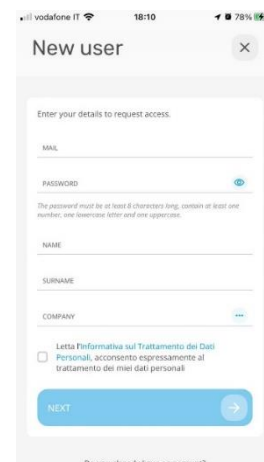 vodafone IT 18:10 78%
New user
Enter your details to request access.
MAIL
PASSWORD
The password must be at least 8 characters long, contain at least one
number, one lowercase letter and one uppercase.
NAME
SURNAME
COMPANY
Letta l'Informativa sul Trattamento dei Dati
Personali, acconsento espressamente al
trattamento dei miei dati personali
NEXT